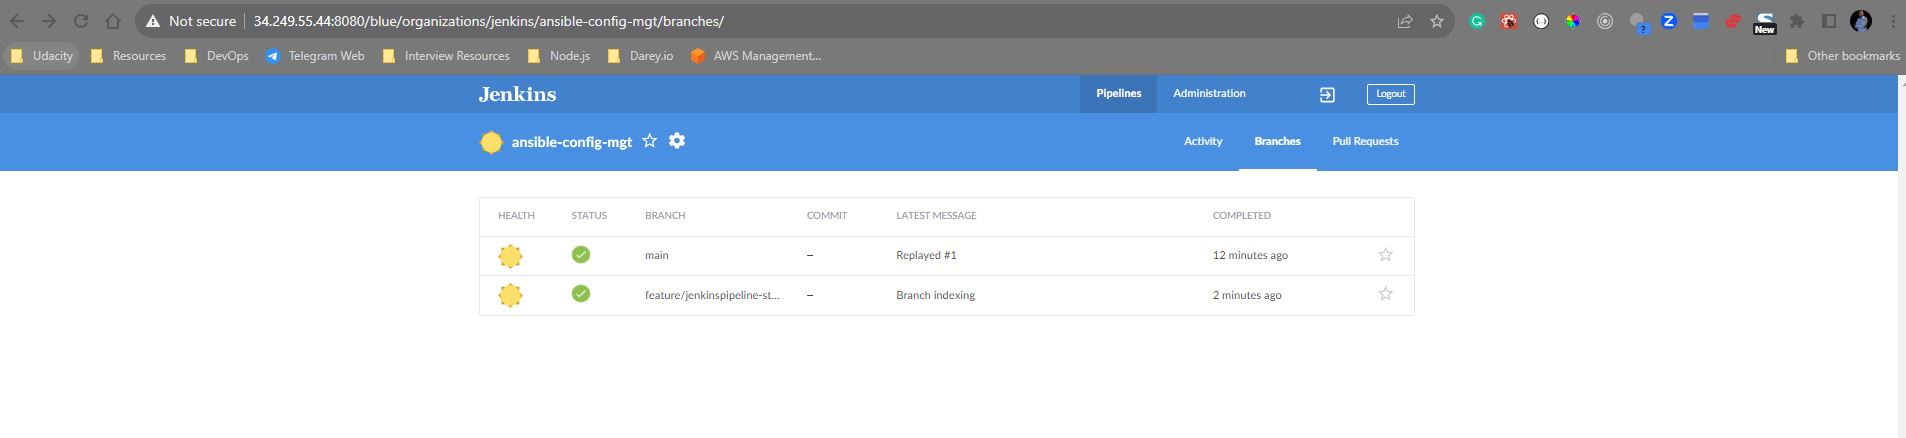 Not secure 34.249.55.44:8080/blue/organizations/jenkins/ansible-config-mgt/branches/
New
Udacity Resources DevOps Telegram Web Interview Resources Node.js Darey.io AWS Management... Other bookmarks
Jenkins Pipelines Administration Logout
ansible-config-mgt Activity Branches Pull Requests
HEALTH STATUS BRANCH COMMIT LATEST MESSAGE COMPLETED
main – Replayed #1 12 minutes ago
feature/jenkinspipeline-st... – Branch indexing 2 minutes ago